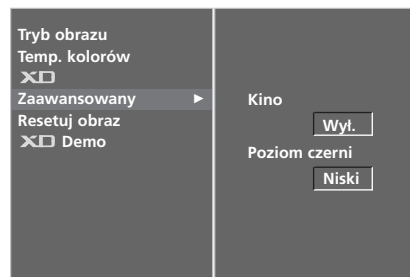 Tryb obrazu
Temp. kolorów
XD
Zaawansowany ►
Resetuj obraz
XD Demo
Kino
Wył.
Poziom czerni
Niski